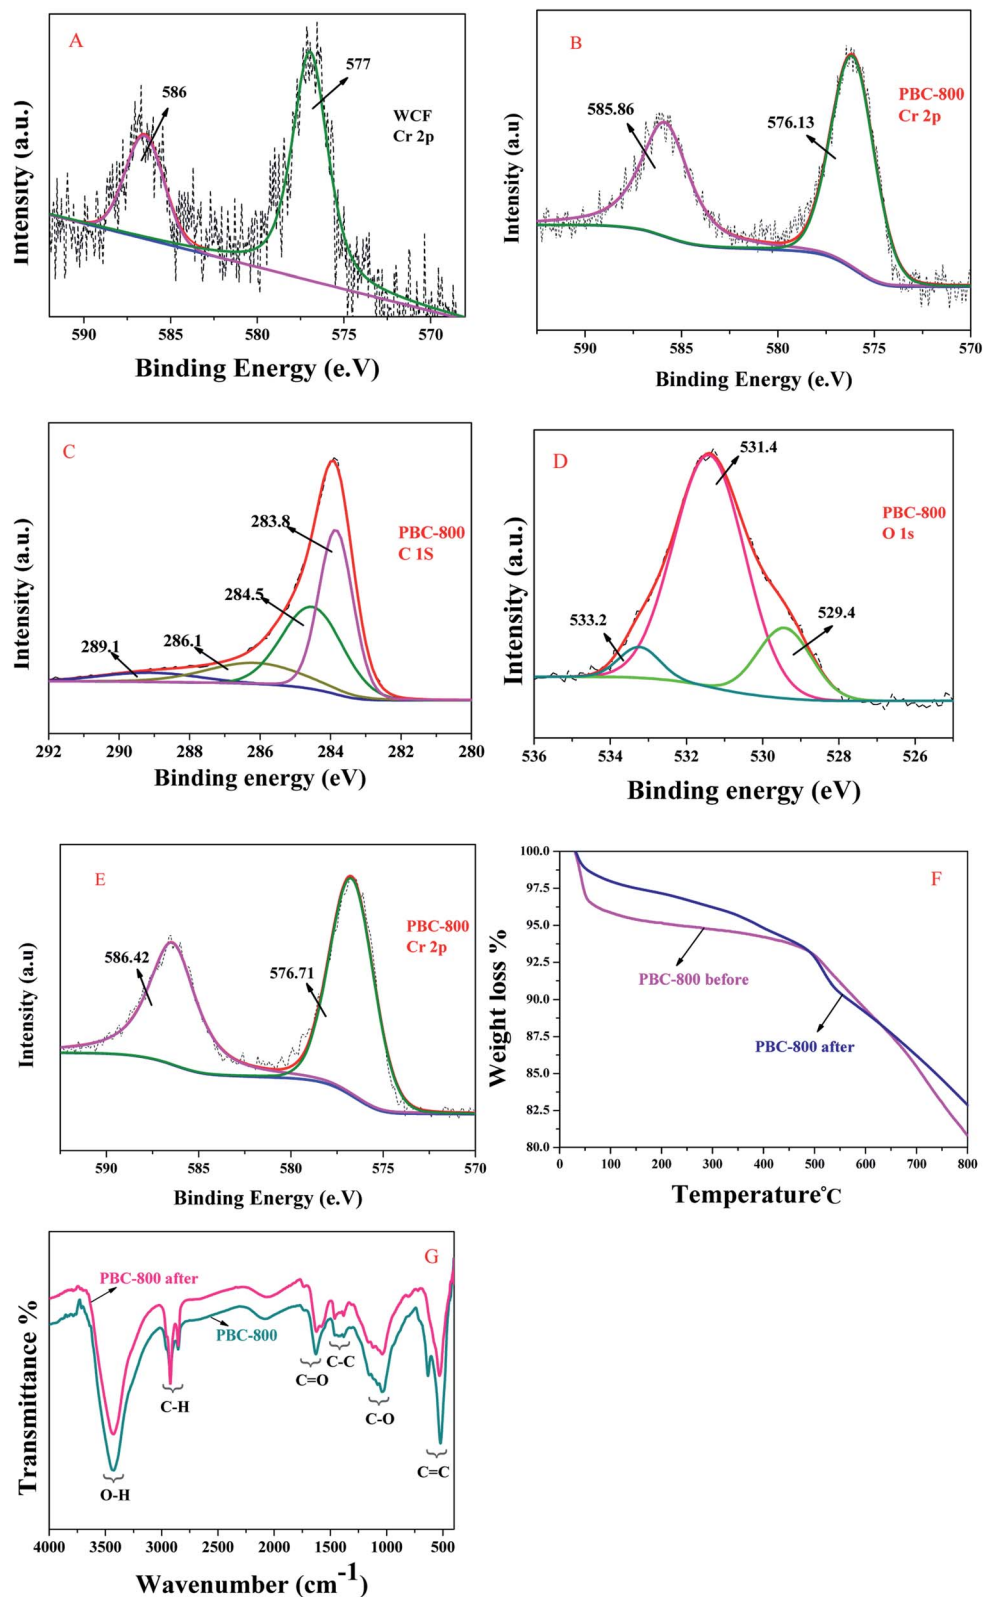 A
586
577
WCF
Cr 2p
Intensity (a.u.)
590 585 580 575 570
Binding Energy (e.V)
B
585.86
576.13
PBC-800
Cr 2p
Intensity (a.u)
590 585 580 575 570
Binding Energy (e.V)
C
283.8
284.5
286.1
289.1
PBC-800
C 1S
Intensity (a.u.)
292 290 288 286 284 282 280
Binding energy (eV)
D
531.4
533.2
529.4
PBC-800
O 1s
Intensity (a.u.)
536 534 532 530 528 526
Binding energy (eV)
E
586.42
576.71
PBC-800
Cr 2p
Intensity (a.u)
590 585 580 575 570
Binding Energy (e.V)
F
100.0
97.5
95.0
92.5
90.0
87.5
85.0
82.5
80.0
Weight loss %
PBC-800 before
PBC-800 after
0 100 200 300 400 500 600 700 800
Temperature°C
G
PBC-800 after
PBC-800
C-H
C=O
C-C
C-O
C=C
O-H
Transmittance %
4000 3500 3000 2500 2000 1500 1000 500
Wavenumber (cm-1)